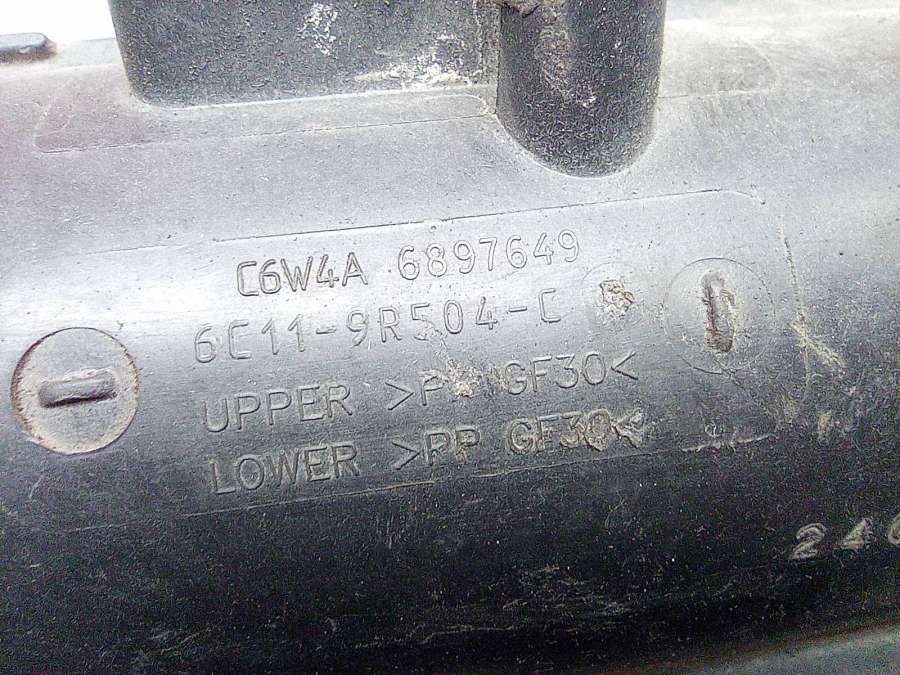 C6W4A 6897649
6C11-9R504-C
UPPER >P GF30<
LOWER >PP GF30<